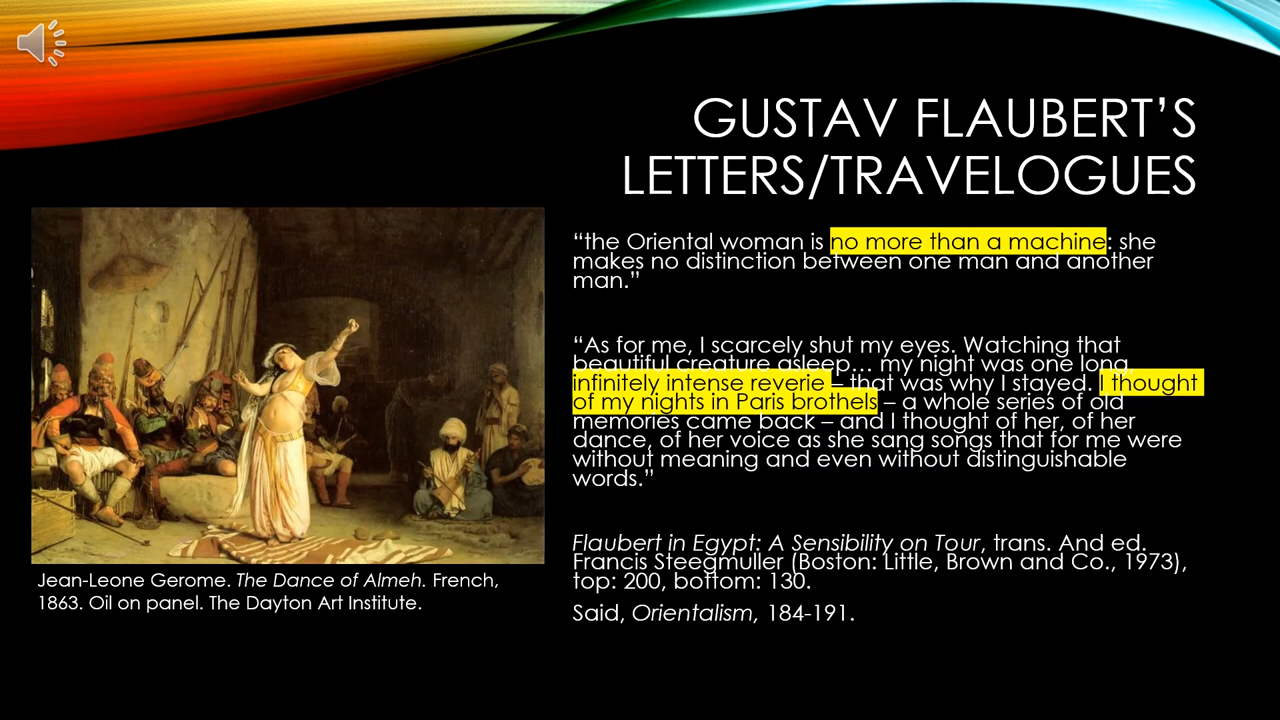 GUSTAV FLAUBERT’S
LETTERS/TRAVELOGUES
“the Oriental woman is no more than a machine: she
makes no distinction between one man and another
man.”
“As for me, I scarcely shut my eyes. Watching that
beautiful creature asleep… my night was one long,
infinitely intense reverie – that was why I stayed. I thought
of my nights in Paris brothels – a whole series of old
memories came back – and I thought of her, of her
dance, of her voice as she sang songs that for me were
without meaning and even without distinguishable
words.”
Flaubert in Egypt: A Sensibility on Tour, trans. And ed.
Francis Steegmuller (Boston: Little, Brown and Co., 1973),
top: 200, bottom: 130.
Said, Orientalism, 184-191.
Jean-Leone Gerome. The Dance of Almeh. French,
1863. Oil on panel. The Dayton Art Institute.